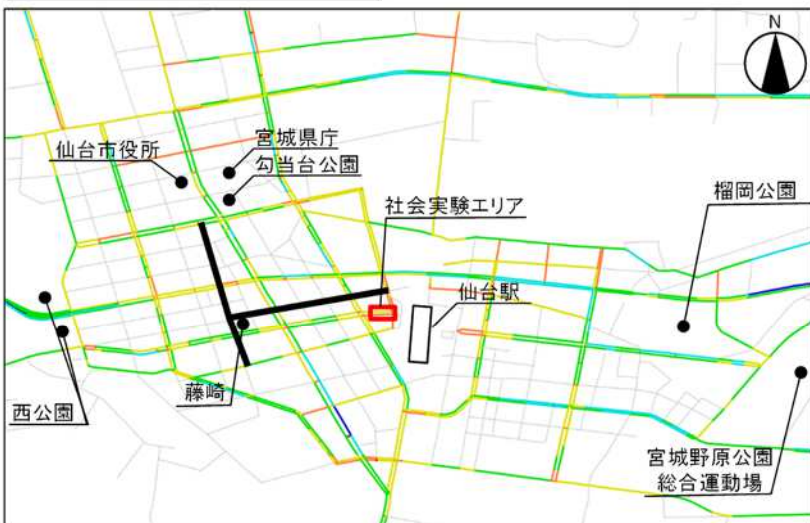 N
宮城県庁
仙台市役所
勾当台公園
社会実験エリア
榴岡公園
仙台駅
藤崎
西公園
宮城野原公園
総合運動場